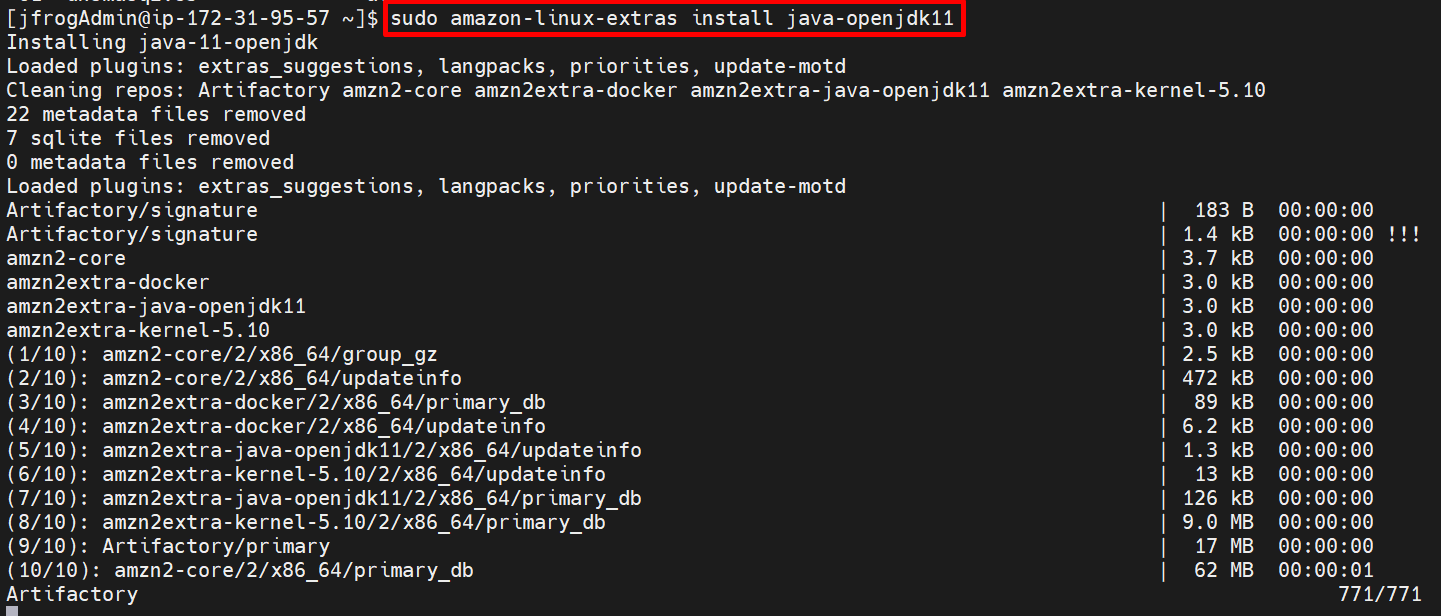 [jfrogAdmin@ip-172-31-95-57 ~]$ sudo amazon-linux-extras install java-openjdk11
Installing java-11-openjdk
Loaded plugins: extras_suggestions, langpacks, priorities, update-motd
Cleaning repos: Artifactory amzn2-core amzn2extra-docker amzn2extra-java-openjdk11 amzn2extra-kernel-5.10
22 metadata files removed
7 sqlite files removed
0 metadata files removed
Loaded plugins: extras_suggestions, langpacks, priorities, update-motd
Artifactory/signature | 183 B 00:00:00
Artifactory/signature | 1.4 kB 00:00:00 !!!
amzn2-core | 3.7 kB 00:00:00
amzn2extra-docker | 3.0 kB 00:00:00
amzn2extra-java-openjdk11 | 3.0 kB 00:00:00
amzn2extra-kernel-5.10 | 3.0 kB 00:00:00
(1/10): amzn2-core/2/x86_64/group_gz | 2.5 kB 00:00:00
(2/10): amzn2-core/2/x86_64/updateinfo | 472 kB 00:00:00
(3/10): amzn2extra-docker/2/x86_64/primary_db | 89 kB 00:00:00
(4/10): amzn2extra-docker/2/x86_64/updateinfo | 6.2 kB 00:00:00
(5/10): amzn2extra-java-openjdk11/2/x86_64/updateinfo | 1.3 kB 00:00:00
(6/10): amzn2extra-kernel-5.10/2/x86_64/updateinfo | 13 kB 00:00:00
(7/10): amzn2extra-java-openjdk11/2/x86_64/primary_db | 126 kB 00:00:00
(8/10): amzn2extra-kernel-5.10/2/x86_64/primary_db | 9.0 MB 00:00:00
(9/10): Artifactory/primary | 17 MB 00:00:00
(10/10): amzn2-core/2/x86_64/primary_db | 62 MB 00:00:01
Artifactory 771/771